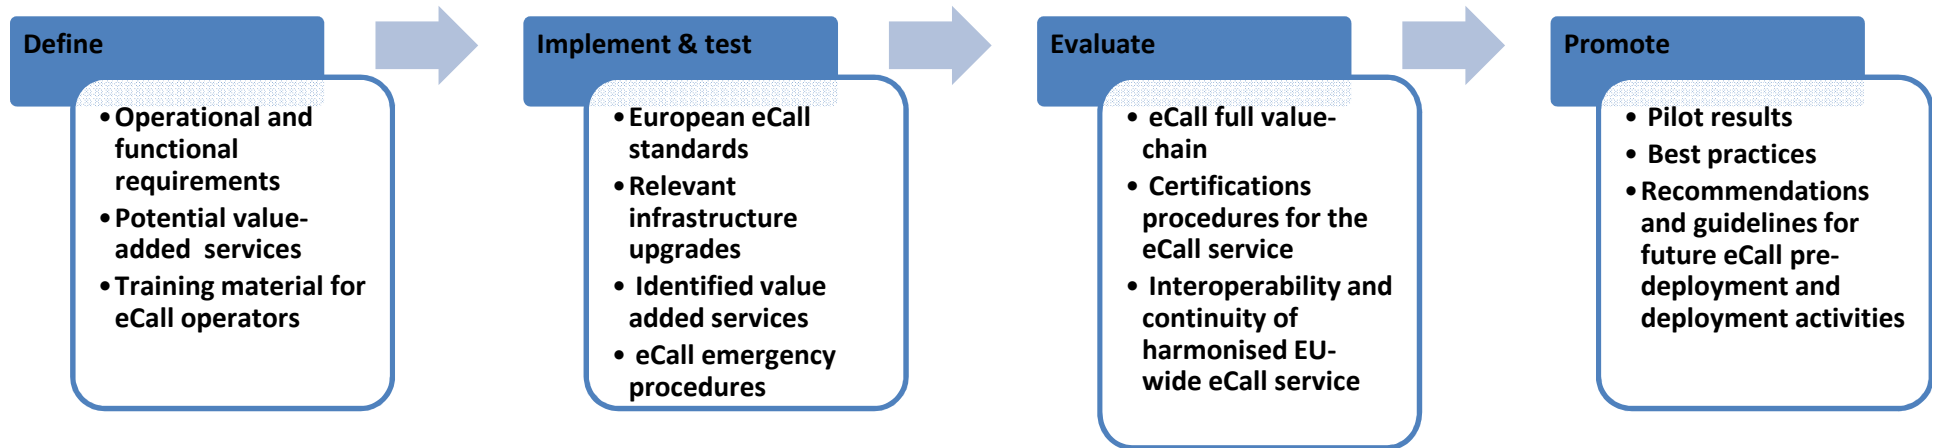 Define
•Operational and
functional
requirements
•Potential value-
added services
•Training material for
eCall operators
Implement & test
•European eCall
standards
•Relevant
infrastructure
upgrades
• Identified value
added services
• eCall emergency
procedures
Evaluate
• eCall full value-
chain
• Certifications
procedures for the
eCall service
• Interoperability and
continuity of
harmonised EU-
wide eCall service
Promote
• Pilot results
• Best practices
•Recommendations
and guidelines for
future eCall pre-
deployment and
deployment activities